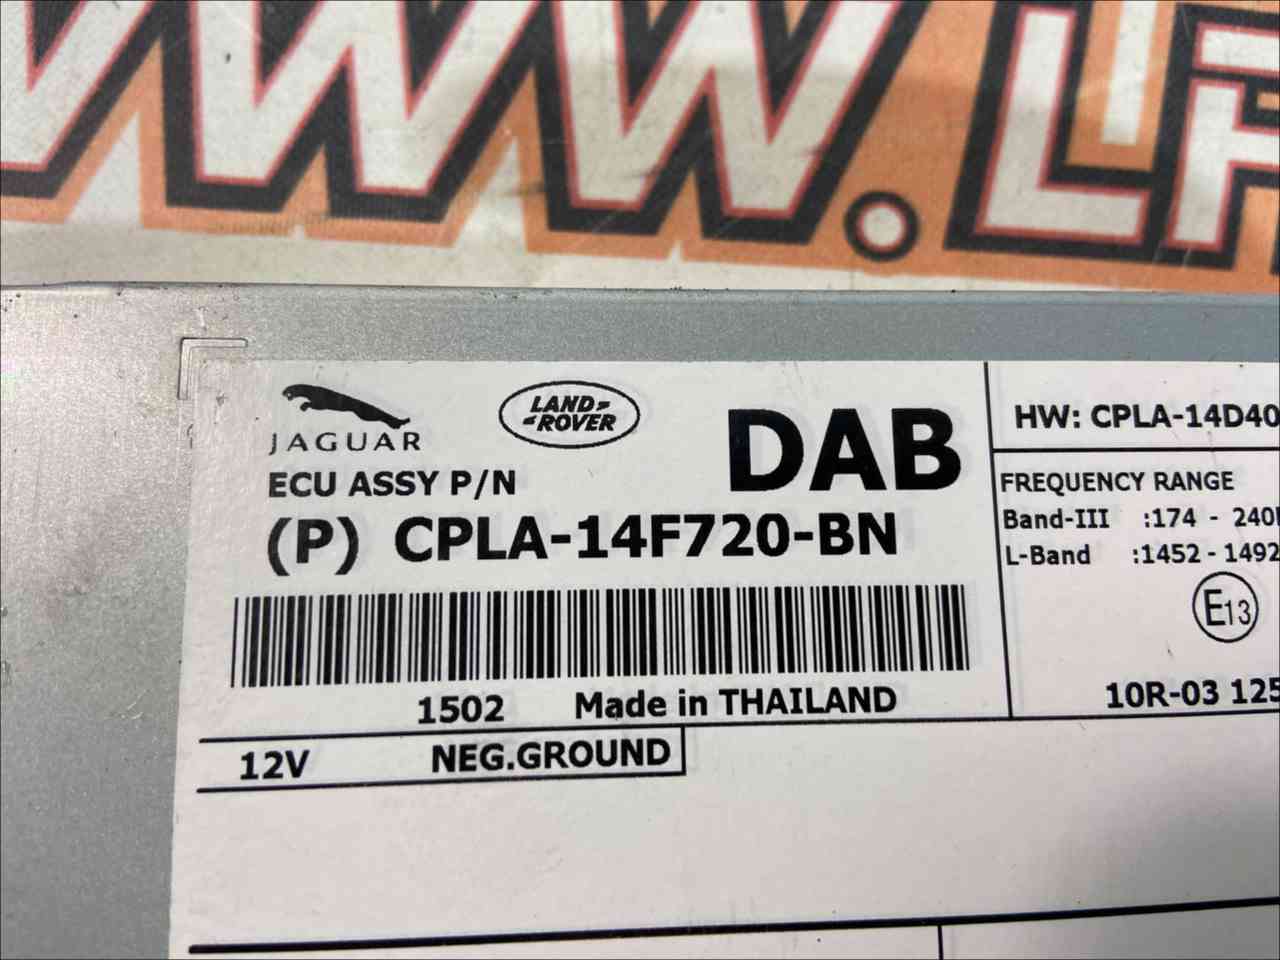 WWW.LF
JAGUAR
LAND
ROVER
DAB
ECU ASSY P/N
(P) CPLA-14F720-BN
1502 Made in THAILAND
12V NEG.GROUND
HW: CPLA-14D40
FREQUENCY RANGE
Band-III :174 - 240
L-Band :1452 - 1492
E13
10R-03 125